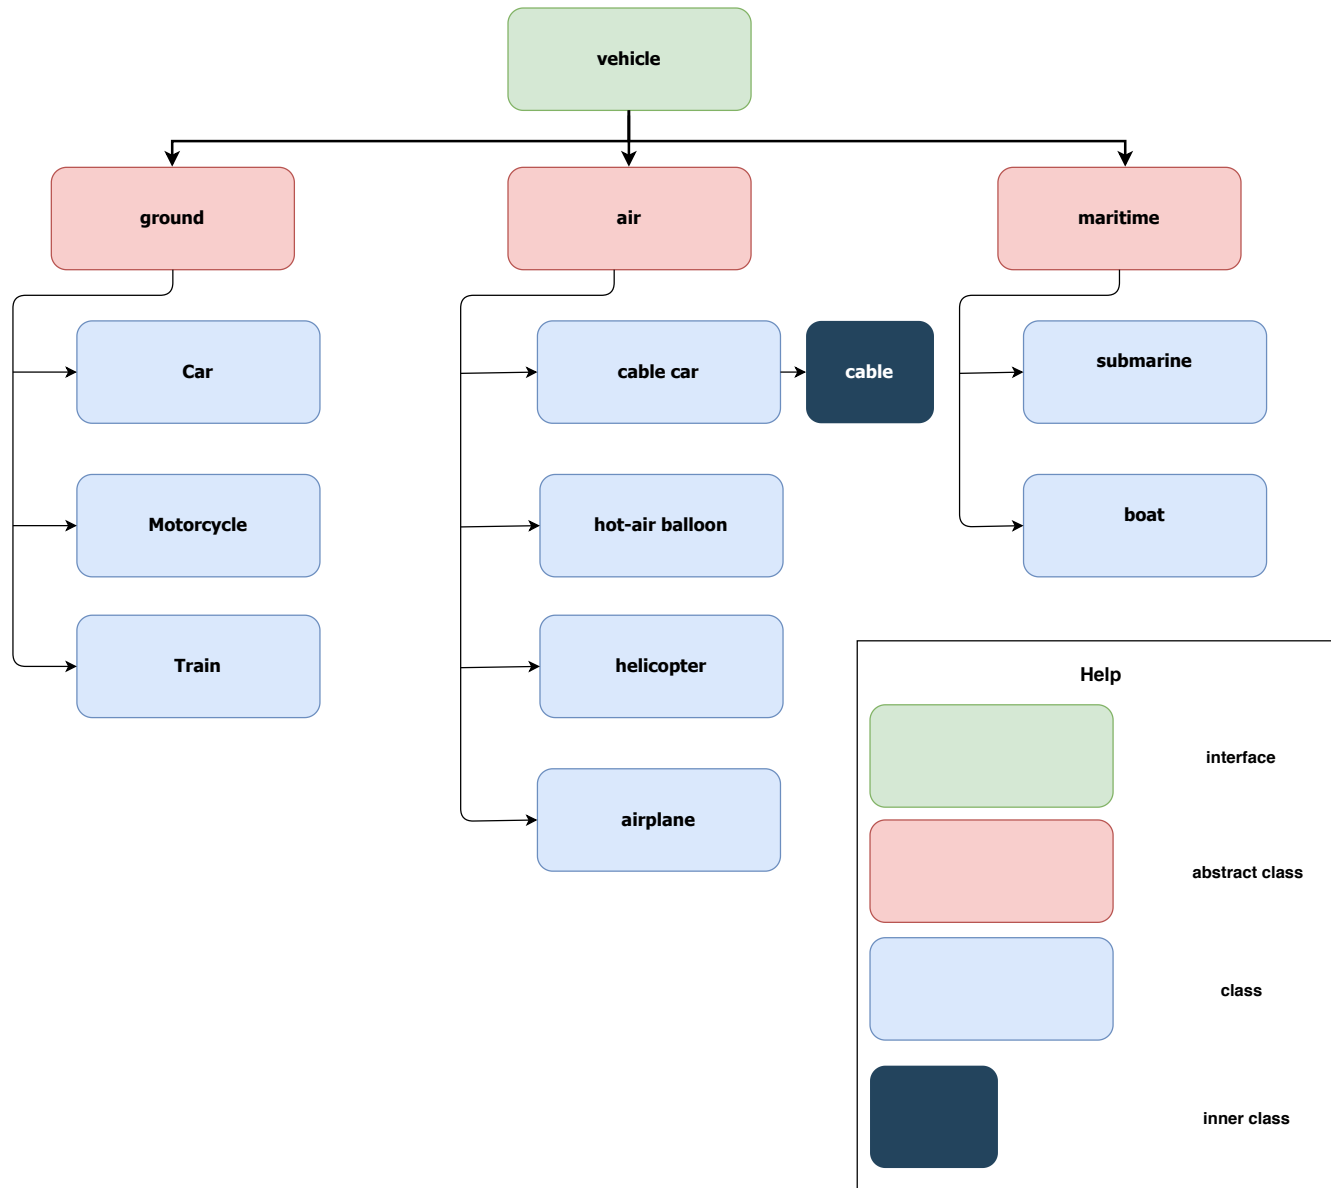 vehicle
ground
air
maritime
Car
cable car
cable
submarine
Motorcycle
hot-air balloon
boat
Train
helicopter
airplane
Help
interface
abstract class
class
inner class